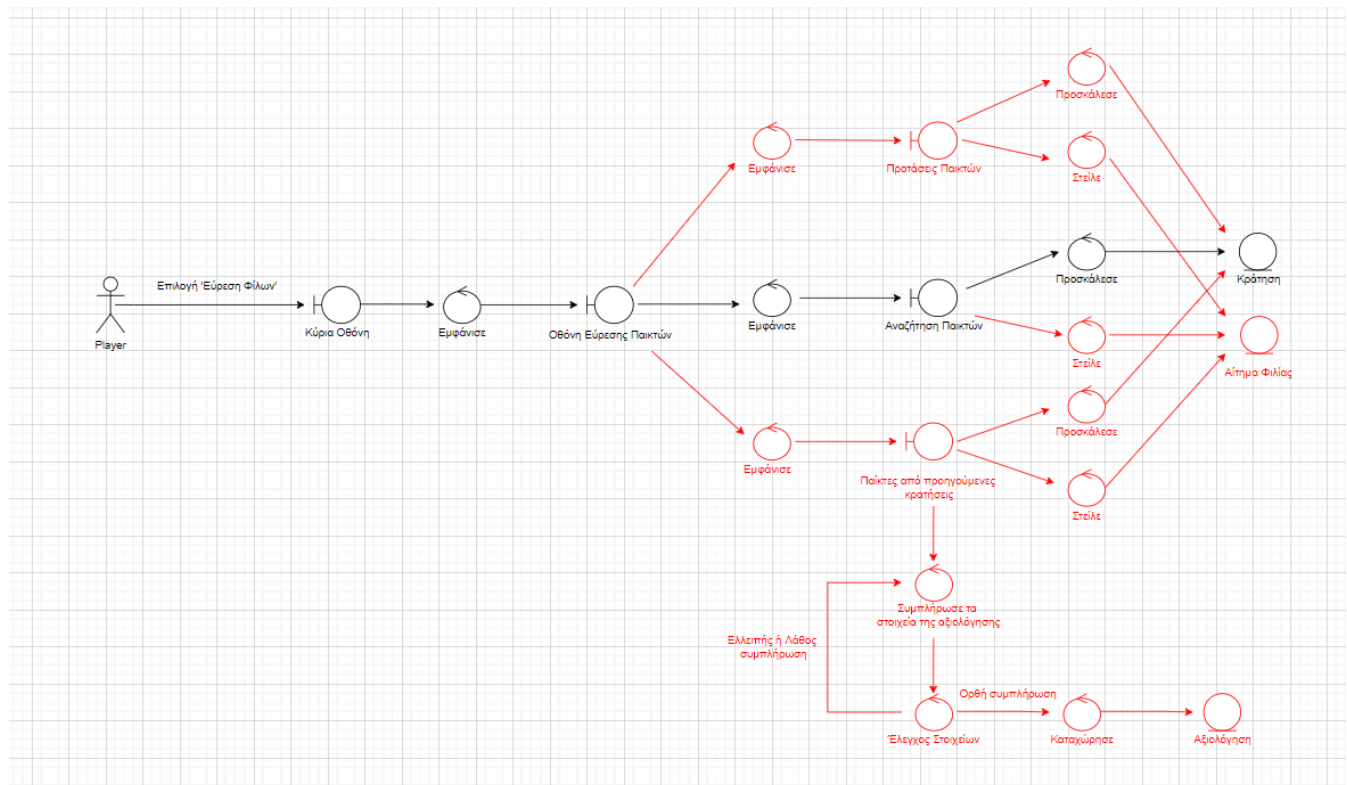 Προσκάλεσε
Εμφάνισε
Προτάσεις Παικτών
Στείλε
Επιλογή 'Εύρεση Φίλων'
Προσκάλεσε
Κράτηση
Player
Κύρια Οθόνη
Εμφάνισε
Οθόνη Εύρεσης Παικτών
Εμφάνισε
Αναζήτηση Παικτών
Στείλε
Αίτημα Φιλίας
Προσκάλεσε
Εμφάνισε
Παίκτες από προηγούμενες
κρατήσεις
Στείλε
Συμπλήρωσε τα
στοιχεία της αξιολόγησης
Ελλειπής ή Λάθος
συμπλήρωση
Ορθή συμπλήρωση
Έλεγχος Στοιχείων
Καταχώρησε
Αξιολόγηση